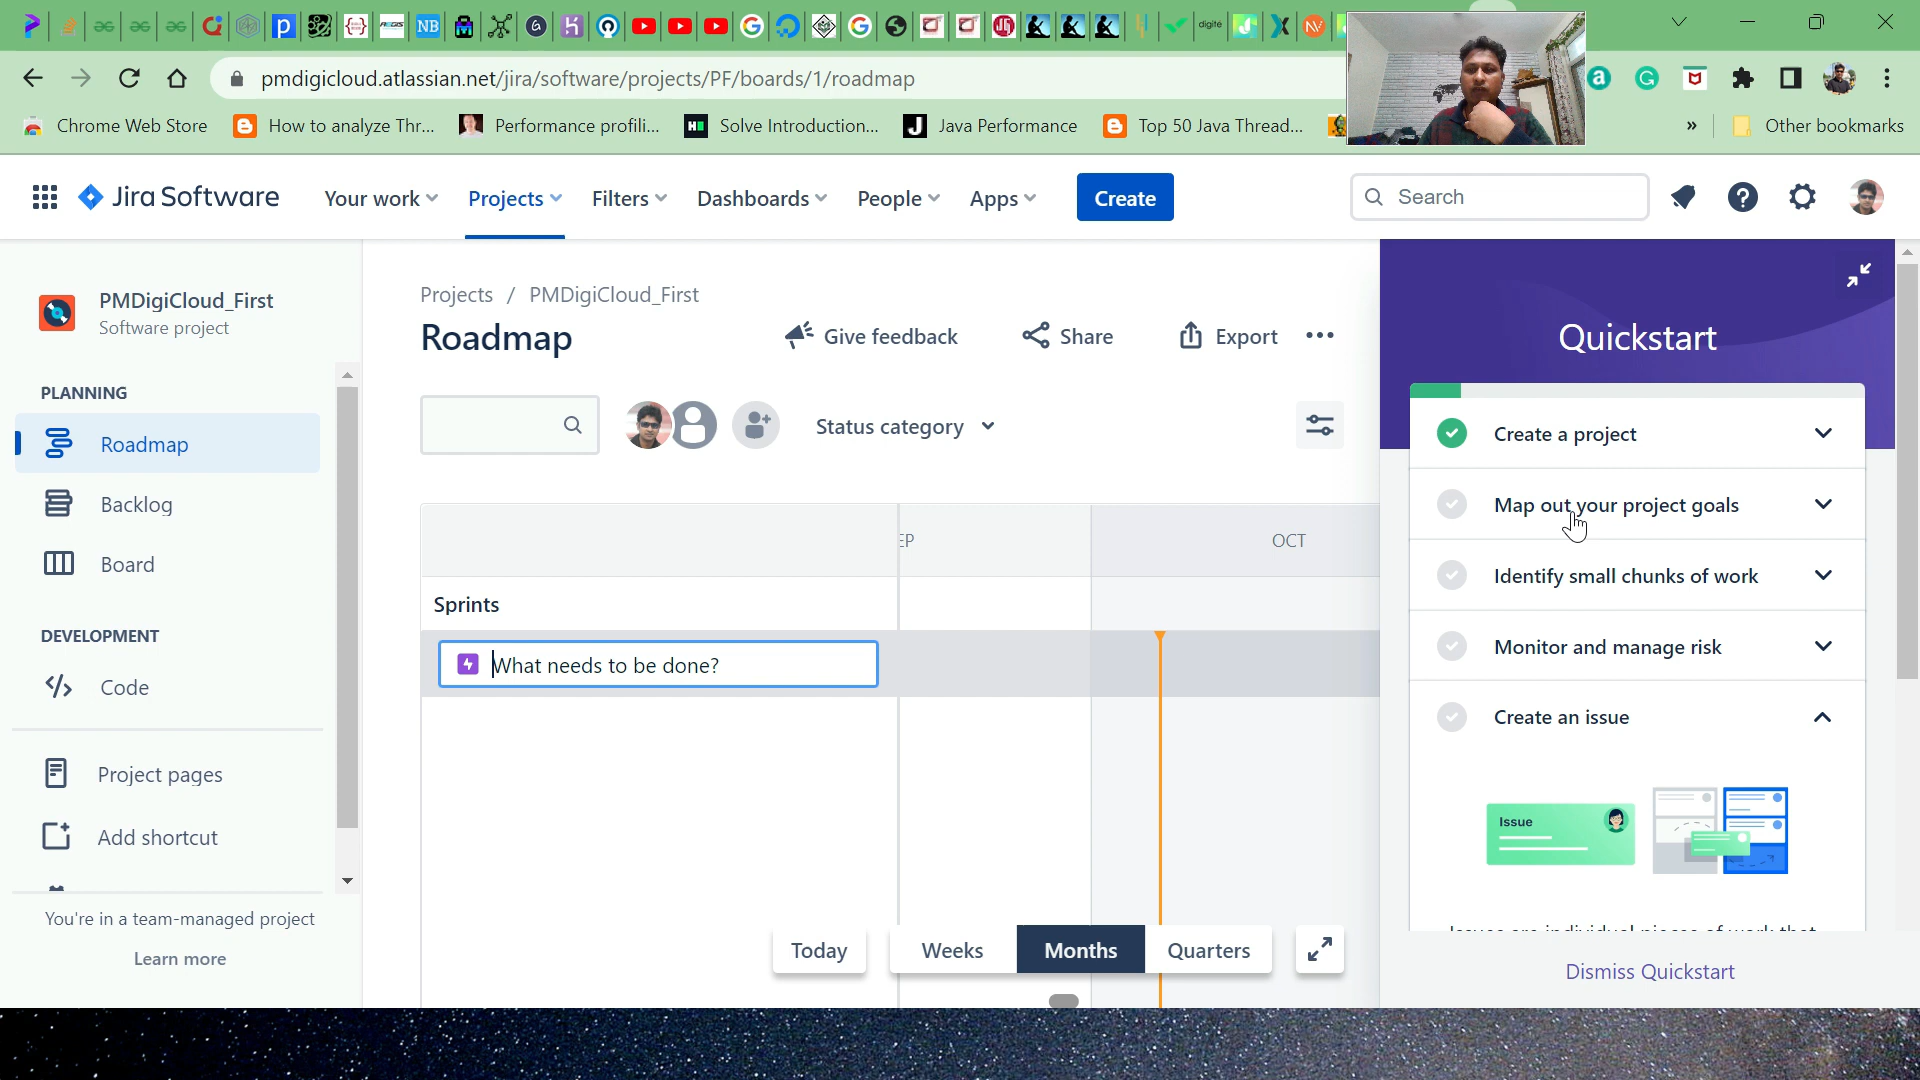 digite
pmdigicloud.atlassian.net/jira/software/projects/PF/boards/1/roadmap
Chrome Web Store
How to analyze Thr...
Performance profili...
Solve Introduction...
Java Performance
Top 50 Java Thread...
»
Other bookmarks
Jira Software
Your work
Projects
Filters
Dashboards
People
Apps
Create
Search
PMDigiCloud_First
Software project
PLANNING
Roadmap
Backlog
Board
DEVELOPMENT
Code
Project pages
Add shortcut
You're in a team-managed project
Learn more
Projects / PMDigiCloud_First
Roadmap
Give feedback
Share
Export
Status category
EP
OCT
Sprints
What needs to be done?
Today
Weeks
Months
Quarters
Quickstart
Create a project
Map out your project goals
Identify small chunks of work
Monitor and manage risk
Create an issue
Issue
Issues are individual pieces of work that
Dismiss Quickstart